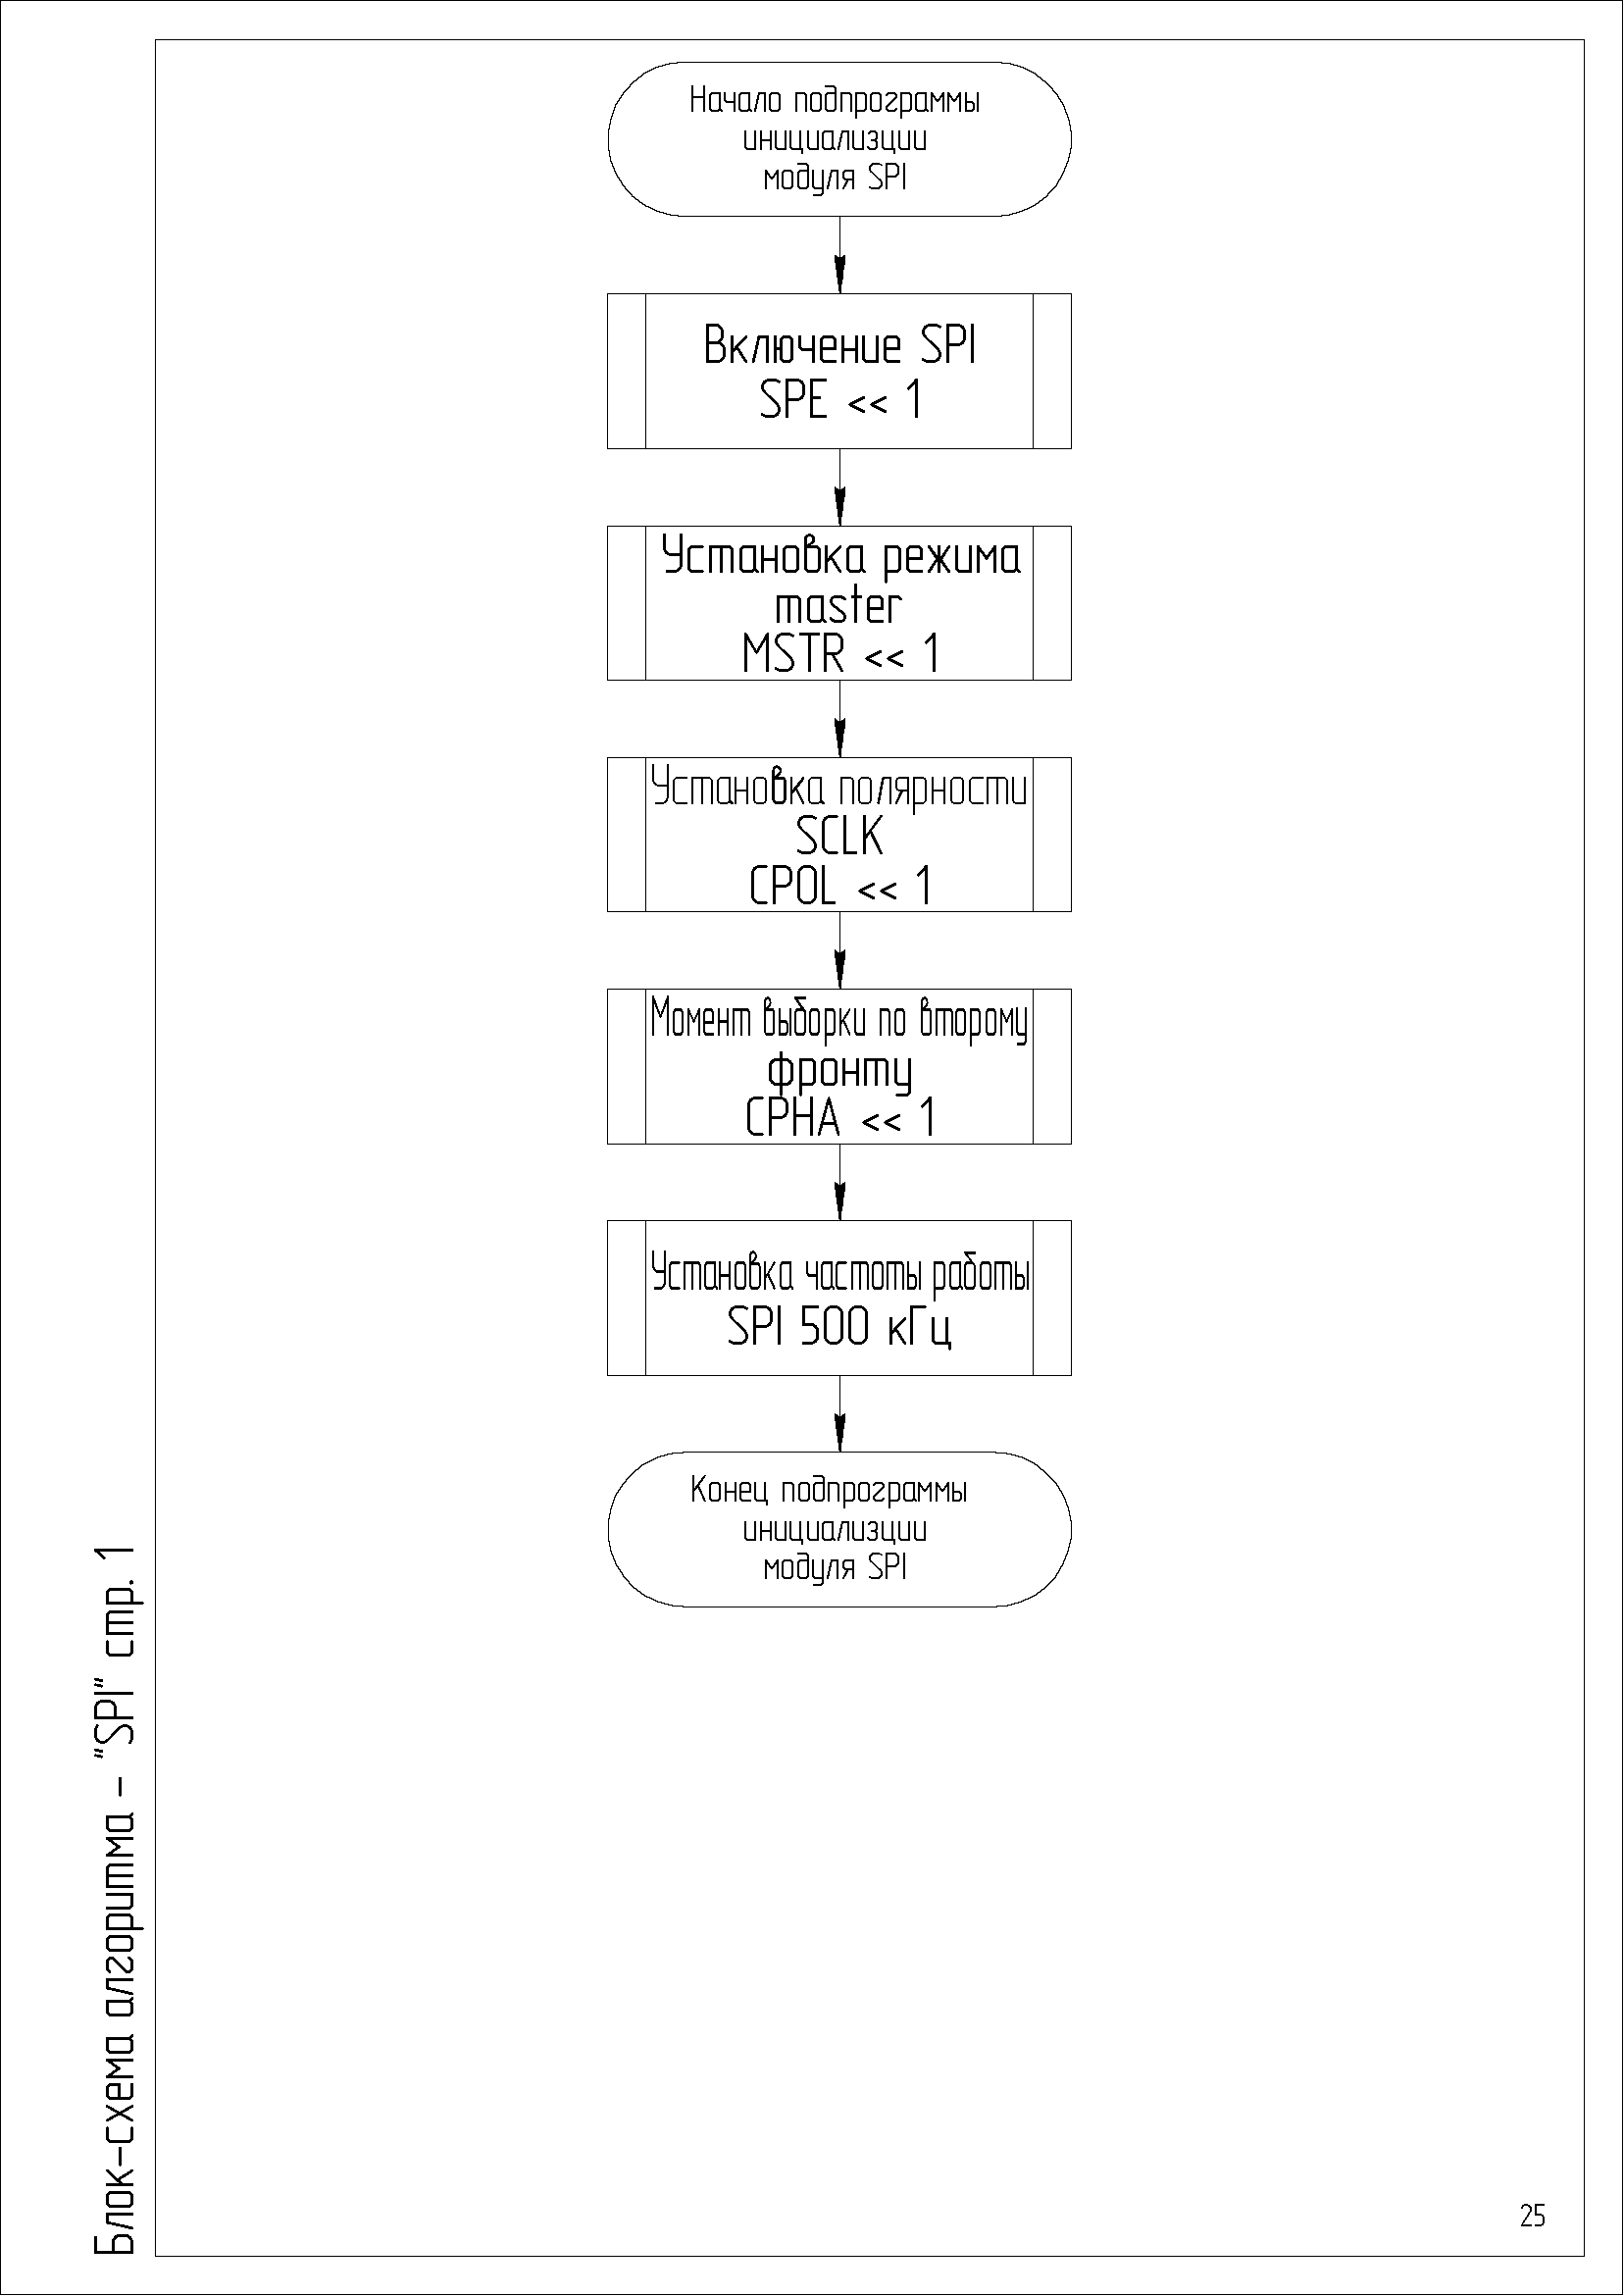 Начало подпрограммы
инициализции
модуля SPI
Включение SPI
SPE << 1
Установка режима
master
MSTR << 1
Установка полярности
SCLK
CPOL << 1
Момент выборки по второму
фронту
CPHA << 1
Установка частоты работы
SPI 500 кГц
Конец подпрограммы
инициализции
модуля SPI
Блок-схема алгоритма - "SPI" стр. 1
25